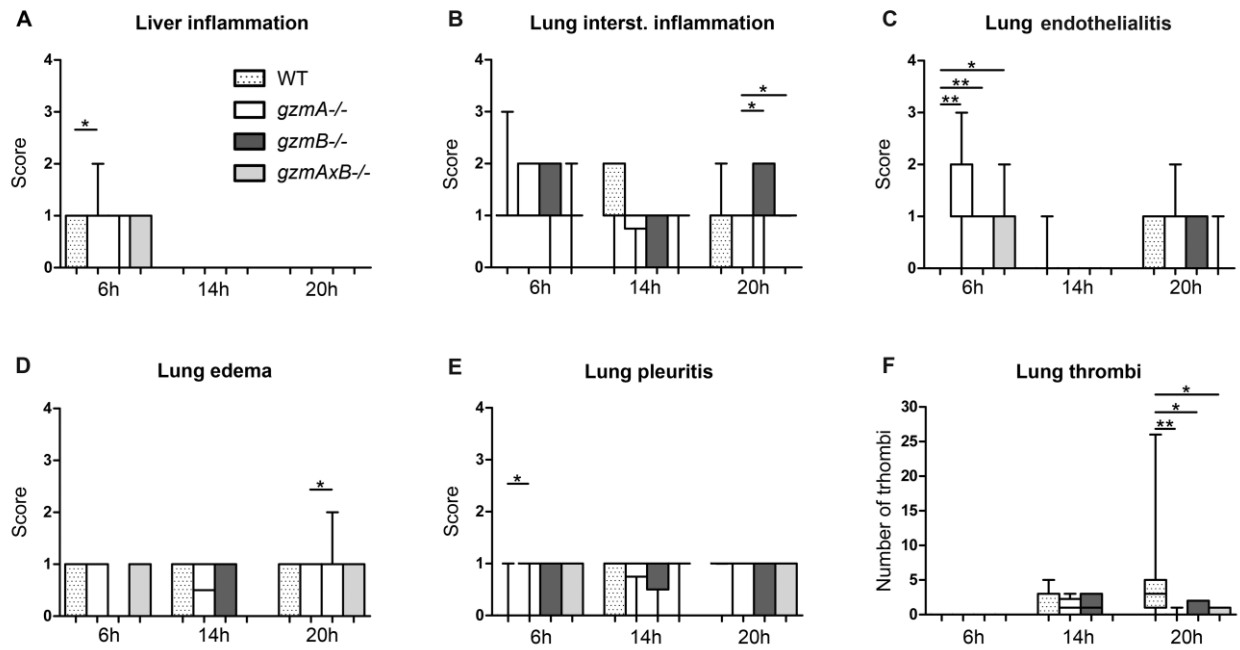 A Liver inflammation
4
3
2
1
0
Score
*
WT
gzmA-/-
gzmB-/-
gzmAxB-/-
6h 14h 20h
B Lung interst. inflammation
4
3
2
1
0
Score
*
*
6h 14h 20h
C Lung endothelialitis
4
3
2
1
0
Score
*
**
**
6h 14h 20h
D Lung edema
4
3
2
1
0
Score
*
6h 14h 20h
E Lung pleuritis
4
3
2
1
0
Score
*
6h 14h 20h
F Lung thrombi
30
25
20
15
10
5
0
Number of trhombi
*
*
**
6h 14h 20h